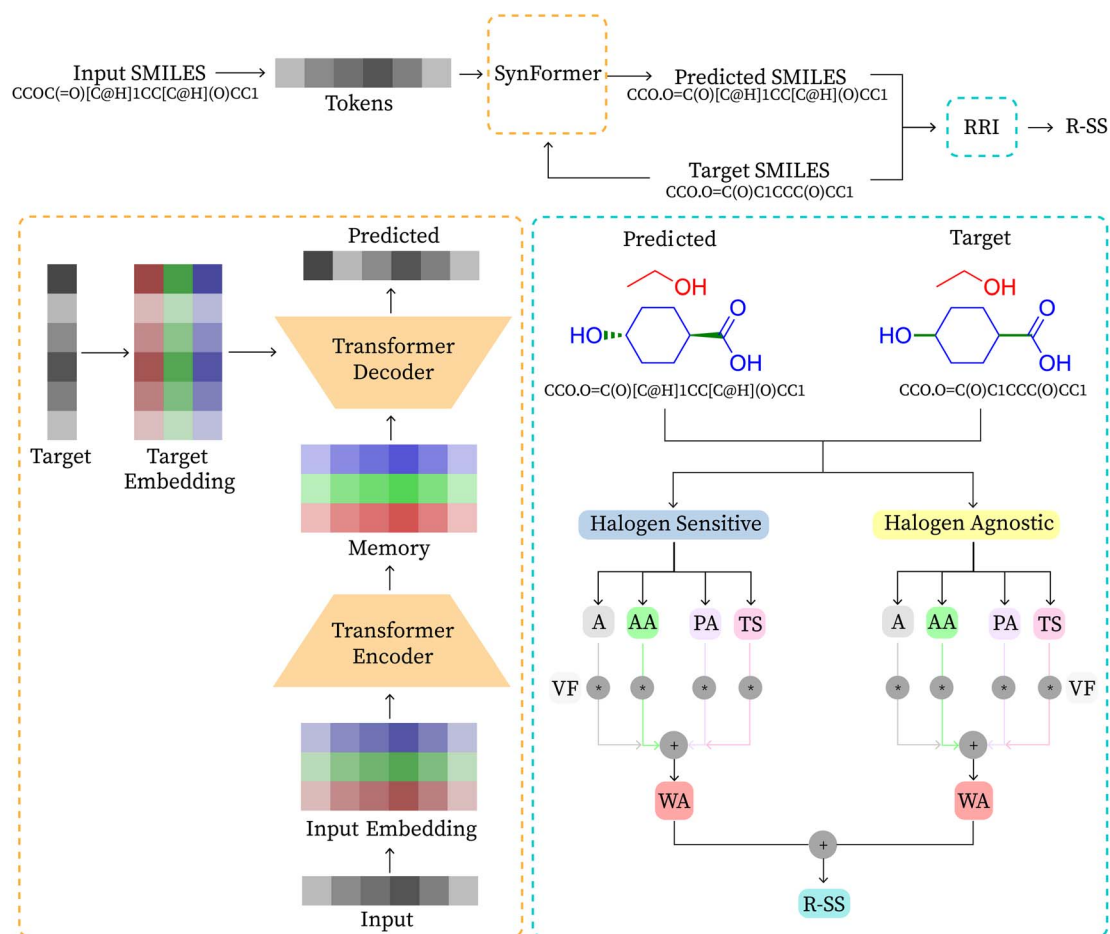 Input SMILES
CCOC(=O)[C@H]1CC[C@H](O)CC1
Tokens
SynFormer
Predicted SMILES
CCO.O=C(O)[C@H]1CC[C@H](O)CC1
RRI
R-SS
Target SMILES
CCO.O=C(O)C1CCC(O)CC1
Predicted
Target
Target
Embedding
Transformer
Decoder
Memory
Transformer
Encoder
Input Embedding
Input
Predicted
Target
OH
OH
HO
O
OH
HO
O
OH
CCO.O=C(O)[C@H]1CC[C@H](O)CC1
CCO.O=C(O)C1CCC(O)CC1
Halogen Sensitive
Halogen Agnostic
A AA PA TS
A AA PA TS
VF * * * *
* * * * VF
+
+
WA
WA
+
R-SS